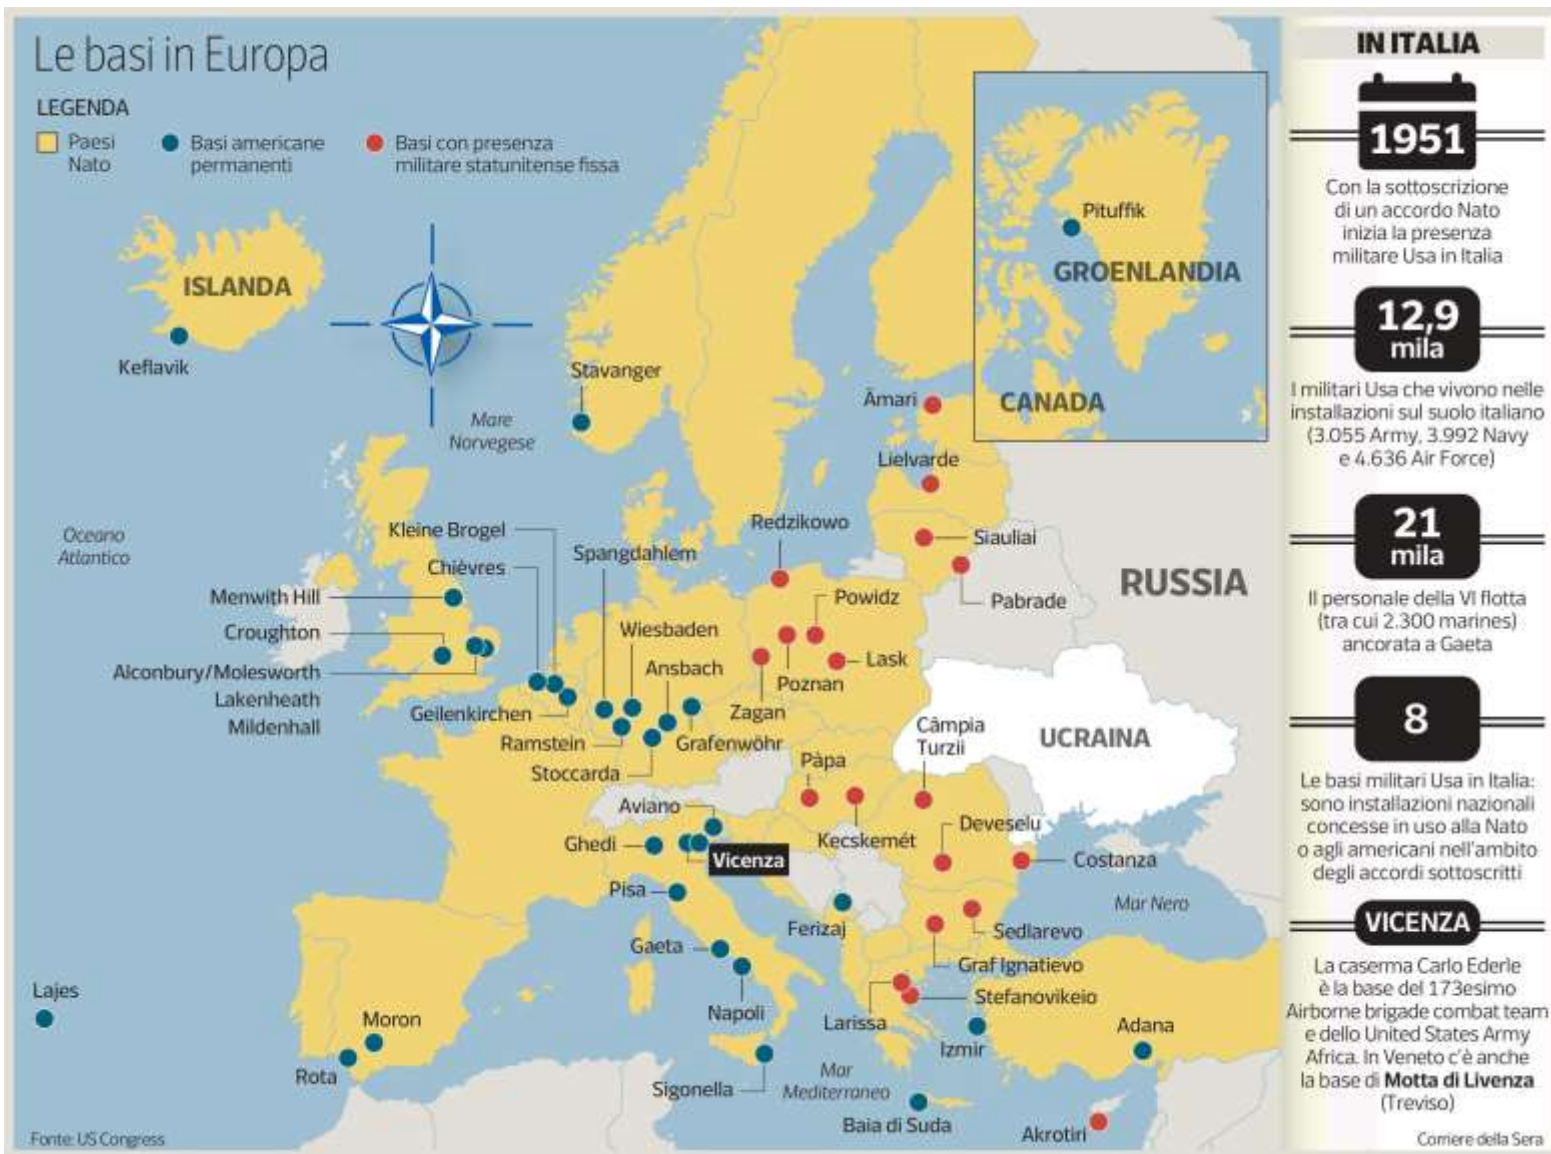 Le basi in Europa
LEGENDA
Paesi
Nato
Basi americane
permanenti
Basi con presenza
militare statunitense fissa
ISLANDA
Keflavik
Mare
Norvegese
Stavanger
Pituffik
GROENLANDIA
CANADA
Ämari
Lielvarde
Siauliai
Pabrade
RUSSIA
Oceano
Atlantico
Kleine Brogel
Chièvres
Spangdahlem
Redzikowo
Menwith Hill
Croughton
Alconbury/Molesworth
Lakenheath
Mildenhall
Wiesbaden
Ansbach
Powidz
Lask
Poznan
Zagan
Geilenkirchen
Ramstein
Grafenwöhr
Stoccarda
Câmpia
Turzii
UCRAINA
Pàpa
Aviano
Kecskemét
Deveselu
Ghedi
Vicenza
Costanza
Pisa
Mar Nero
Ferizaj
Sedlarevo
Gaeta
Graf Ignatievo
Stefanovikeio
Lajes
Napoli
Larissa
Moron
Izmir
Adana
Rota
Sigonella
Mar
Mediterraneo
Baia di Suda
Akrotiri
Fonte: US Congress
IN ITALIA
1951
Con la sottoscrizione
di un accordo Nato
inizia la presenza
militare Usa in Italia
12,9
mila
I militari Usa che vivono nelle
installazioni sul suolo italiano
(3.055 Army, 3.992 Navy
e 4.636 Air Force)
21
mila
Il personale della VI flotta
(tra cui 2.300 marines)
ancorata a Gaeta
8
Le basi militari Usa in Italia:
sono installazioni nazionali
concesse in uso alla Nato
o agli americani nell'ambito
degli accordi sottoscritti
VICENZA
La caserma Carlo Ederle
è la base del 173esimo
Airborne brigade combat team
e dello United States Army
Africa. In Veneto c'è anche
la base di Motta di Livenza
(Treviso)
Corriere della Sera